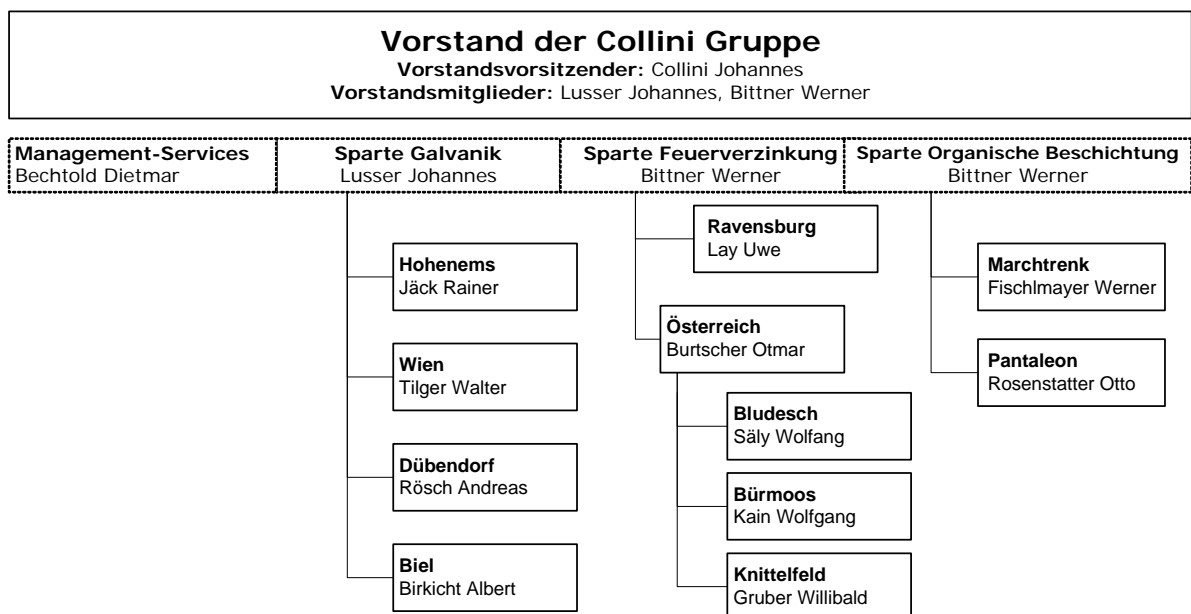 Vorstand der Collini Gruppe
Vorstandsvorsitzender: Collini Johannes
Vorstandsmitglieder: Lusser Johannes, Bittner Werner
Management-Services
Bechtold Dietmar
Sparte Galvanik
Lusser Johannes
Sparte Feuerverzinkung
Bittner Werner
Sparte Organische Beschichtung
Bittner Werner
Hohenems
Jäck Rainer
Wien
Tilger Walter
Dübendorf
Rösch Andreas
Biel
Birkicht Albert
Ravensburg
Lay Uwe
Österreich
Burtscher Otmar
Bludesch
Säly Wolfang
Bürmoos
Kain Wolfgang
Knittelfeld
Gruber Willibald
Marchtrenk
Fischlmayer Werner
Pantaleon
Rosenstatter Otto